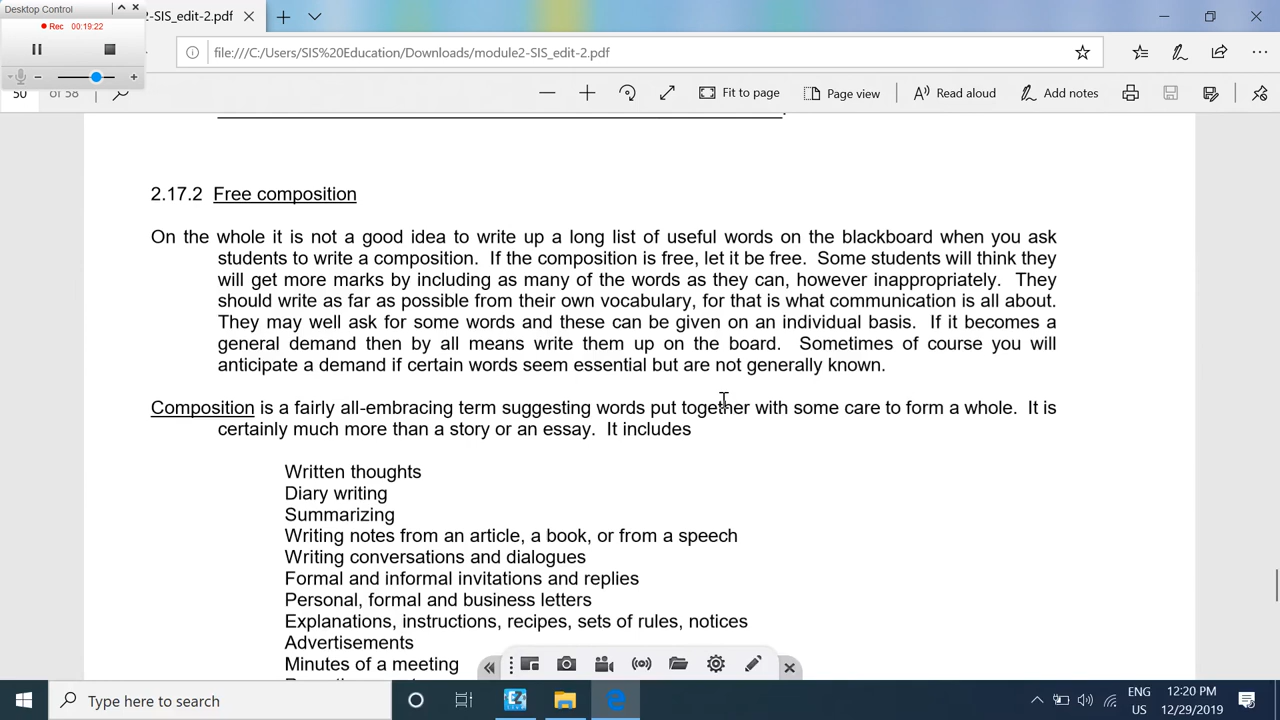 Desktop Control
Rec 00:19:22
2-SIS_edit-2.pdf
file:///C:/Users/SIS%20Education/Downloads/module2-SIS_edit-2.pdf
50 of 58
Fit to page
Page view
Read aloud
Add notes
2.17.2 Free composition
On the whole it is not a good idea to write up a long list of useful words on the blackboard when you ask
students to write a composition. If the composition is free, let it be free. Some students will think they
will get more marks by including as many of the words as they can, however inappropriately. They
should write as far as possible from their own vocabulary, for that is what communication is all about.
They may well ask for some words and these can be given on an individual basis. If it becomes a
general demand then by all means write them up on the board. Sometimes of course you will
anticipate a demand if certain words seem essential but are not generally known.
Composition is a fairly all-embracing term suggesting words put together with some care to form a whole. It is
certainly much more than a story or an essay. It includes
Written thoughts
Diary writing
Summarizing
Writing notes from an article, a book, or from a speech
Writing conversations and dialogues
Formal and informal invitations and replies
Personal, formal and business letters
Explanations, instructions, recipes, sets of rules, notices
Advertisements
Minutes of a meeting
Type here to search
ENG
US
12:20 PM
12/29/2019